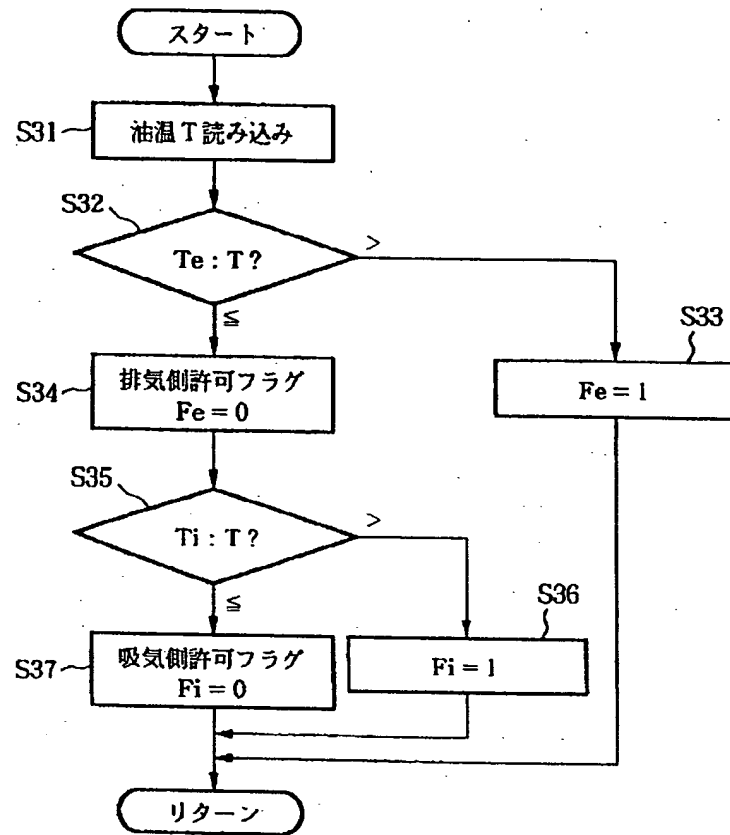 スタート
S31
油温T読み込み
S32
Te : T ?
>
≦
S33
Fe = 1
S34
排気側許可フラグ
Fe = 0
S35
Ti : T ?
>
≦
S36
Fi = 1
S37
吸気側許可フラグ
Fi = 0
リターン